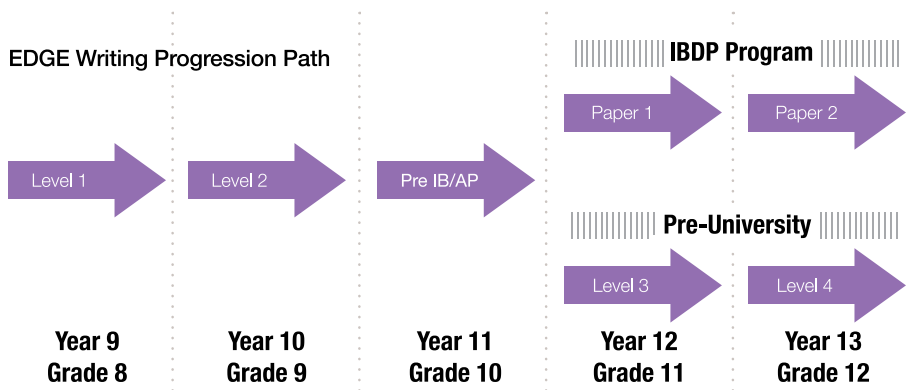 EDGE Writing Progression Path
IBDP Program
Paper 1
Paper 2
Level 1
Level 2
Pre IB/AP
Pre-University
Level 3
Level 4
Year 9
Grade 8
Year 10
Grade 9
Year 11
Grade 10
Year 12
Grade 11
Year 13
Grade 12